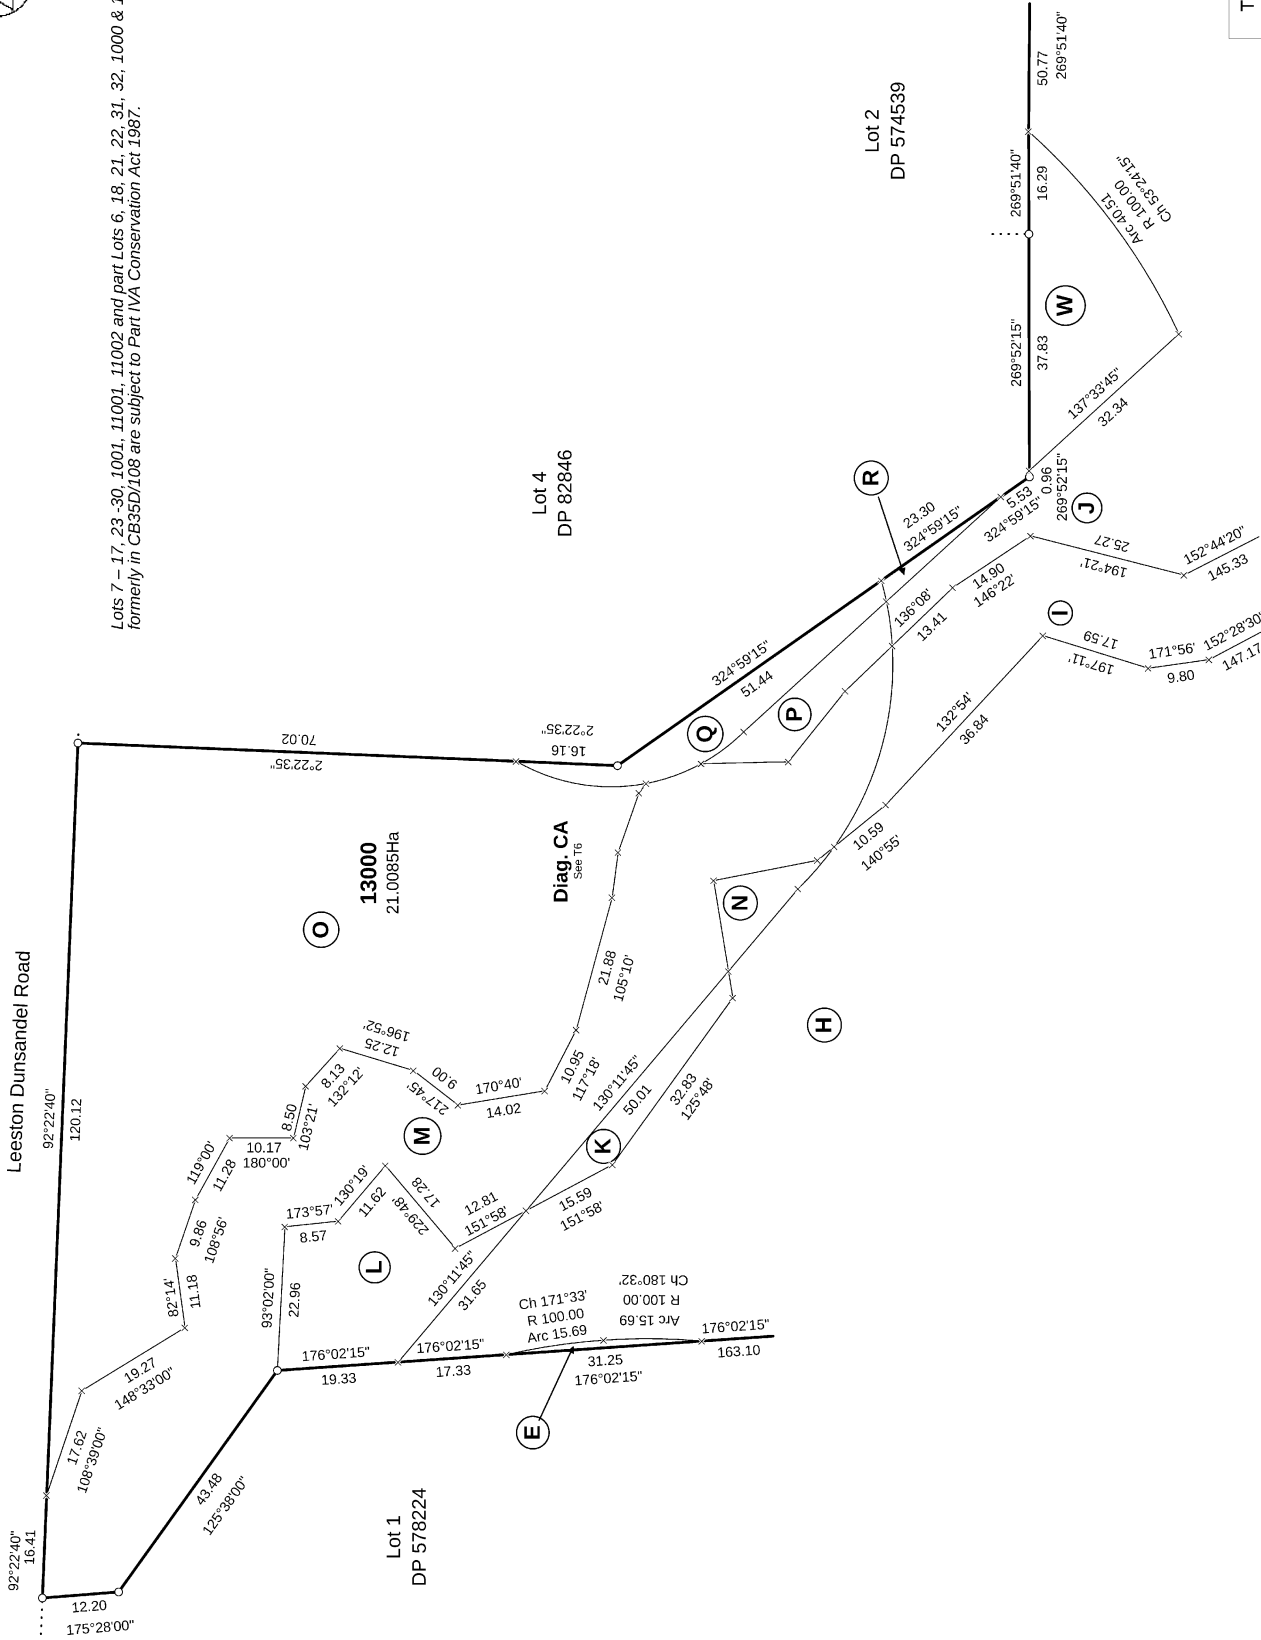 Lots 7 – 17, 23 -30, 1001, 11001, 11002 and part Lots 6, 18, 21, 22, 31, 32, 1000 &
formerly in CB35D/108 are subject to Part IVA Conservation Act 1987.
T
Leeston Dunsandel Road
92°22'40"
120.12
92°22'40"
16.41
12.20
175°28'00"
43.48
125°38'00"
17.62
108°39'00"
19.27
148°33'00"
82°14'
11.18
9.86
108°56'
119°00'
11.28
10.17
180°00'
8.50
103°21'
8.13
132°12'
12.25
196°52'
9.00
217°45'
170°40'
14.02
10.95
117°18'
21.88
105°10'
93°02'00"
22.96
173°57'
8.57
130°19'
11.62
17.28
229°48'
12.81
151°58'
15.59
151°58'
130°11'45"
31.65
130°11'45"
50.01
32.83
125°48'
176°02'15"
19.33
176°02'15"
17.33
Ch 171°33'
R 100.00
Arc 15.69
Arc 15.69
R 100.00
Ch 180°32'
31.25
176°02'15"
176°02'15"
163.10
Lot 1
DP 578224
O
13000
21.0085Ha
Diag. CA
See T6
M
L
K
E
H
N
70.02
2°22'35"
16.16
2°22'35"
Lot 4
DP 82846
324°59'15"
51.44
Q
P
R
23.30
324°59'15"
5.53
324°59'15"
0.96
269°52'15"
J
136°08'
13.41
14.90
146°22'
25.27
194°21'
152°44'20"
145.33
I
17.59
197°11'
171°56'
9.80
152°28'30"
147.17
132°54'
36.84
10.59
140°55'
Lot 2
DP 574539
50.77
269°51'40"
269°51'40"
16.29
269°52'15"
37.83
W
Arc 40.51
R 100.00
Ch 53°24'15"
137°33'45"
32.34